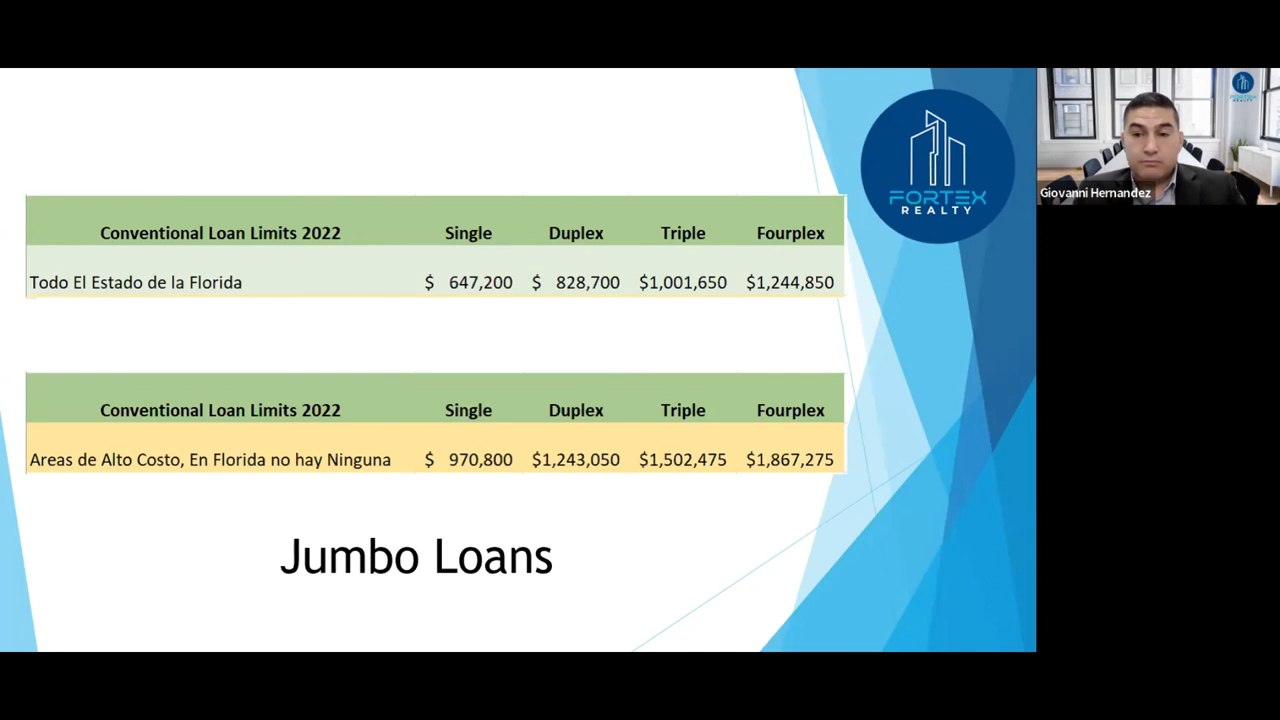 Conventional Loan Limits 2022 Single Duplex Triple Fourplex
Todo El Estado de la Florida $ 647,200 $ 828,700 $1,001,650 $1,244,850
Conventional Loan Limits 2022 Single Duplex Triple Fourplex
Areas de Alto Costo, En Florida no hay Ninguna $ 970,800 $1,243,050 $1,502,475 $1,867,275
Jumbo Loans
FORTEX
REALTY
FORTEX
REALTY
Giovanni Hernandez